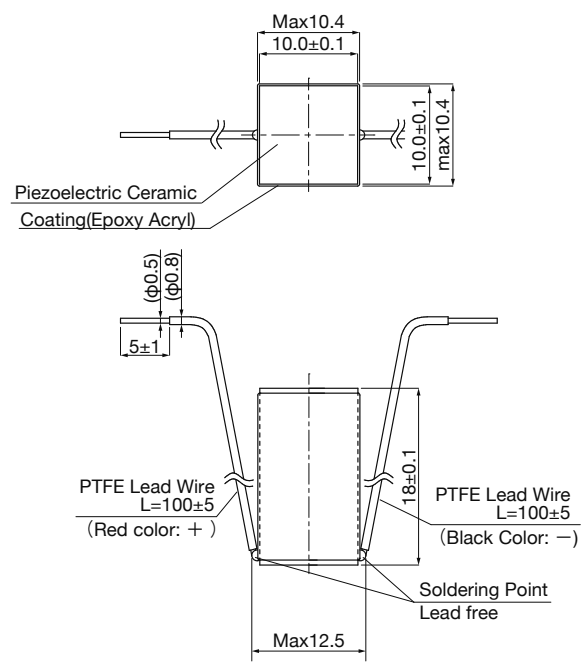 Max10.4
10.0±0.1
10.0±0.1
max10.4
Piezoelectric Ceramic
Coating(Epoxy Acryl)
(ϕ0.5)
(ϕ0.8)
5±1
18±0.1
PTFE Lead Wire
L=100±5
(Red color: +)
PTFE Lead Wire
L=100±5
(Black Color: −)
Soldering Point
Lead free
Max12.5